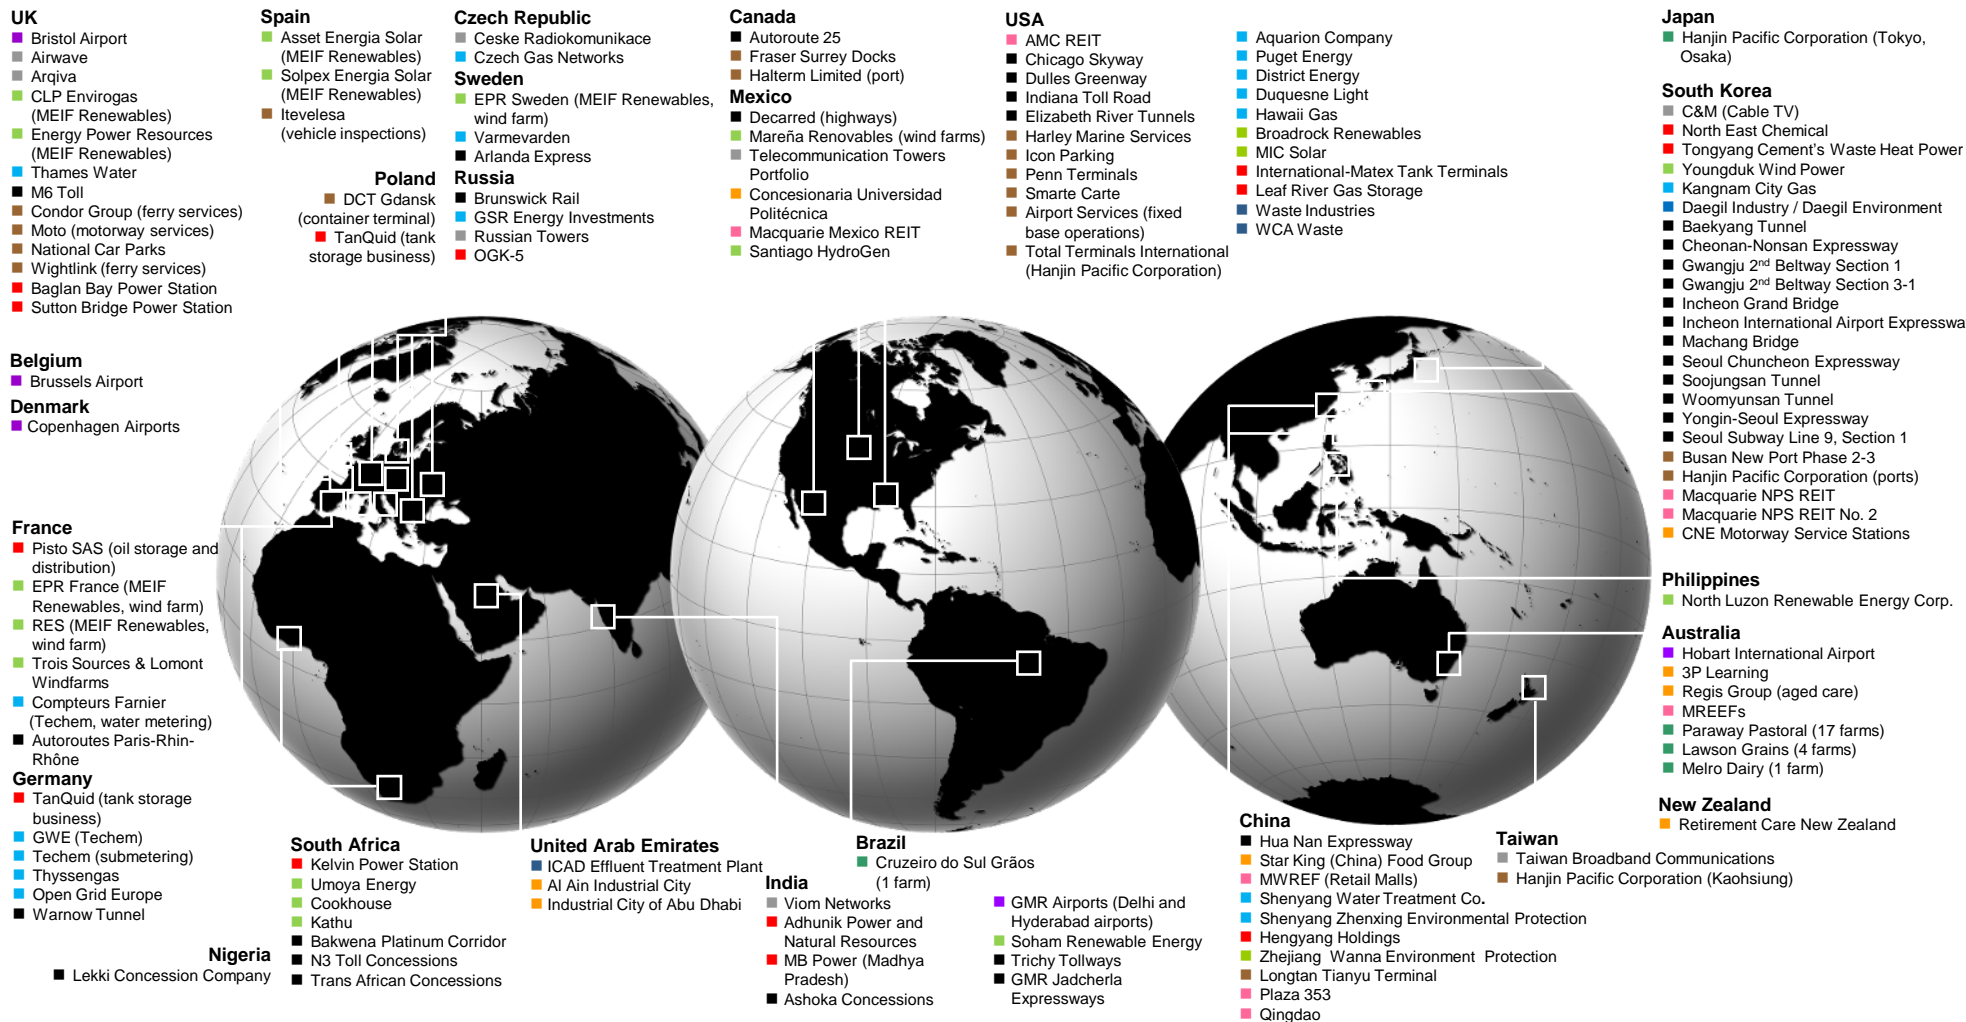 UK
Bristol Airport
Airwave
Arqiva
CLP Envirogas
(MEIF Renewables)
Energy Power Resources
(MEIF Renewables)
Thames Water
M6 Toll
Condor Group (ferry services)
Moto (motorway services)
National Car Parks
Wightlink (ferry services)
Baglan Bay Power Station
Sutton Bridge Power Station
Belgium
Brussels Airport
Denmark
Copenhagen Airports
France
Pisto SAS (oil storage and
distribution)
EPR France (MEIF
Renewables, wind farm)
RES (MEIF Renewables,
wind farm)
Trois Sources & Lomont
Windfarms
Compteurs Farnier
(Techem, water metering)
Autoroutes Paris-Rhin-
Rhône
Germany
TanQuid (tank storage
business)
GWE (Techem)
Techem (submetering)
Thyssengas
Open Grid Europe
Warnow Tunnel
Nigeria
Lekki Concession Company
Spain
Asset Energia Solar
(MEIF Renewables)
Solpex Energia Solar
(MEIF Renewables)
Itevelesa
(vehicle inspections)
Poland
DCT Gdansk
(container terminal)
TanQuid (tank
storage business)
Czech Republic
Ceske Radiokomunikace
Czech Gas Networks
Sweden
EPR Sweden (MEIF Renewables,
wind farm)
Varmevarden
Arlanda Express
Russia
Brunswick Rail
GSR Energy Investments
Russian Towers
OGK-5
Canada
Autoroute 25
Fraser Surrey Docks
Halterm Limited (port)
Mexico
Decarred (highways)
Mareña Renovables (wind farms)
Telecommunication Towers
Portfolio
Concesionaria Universidad
Politécnica
Macquarie Mexico REIT
Santiago HydroGen
USA
AMC REIT
Chicago Skyway
Dulles Greenway
Indiana Toll Road
Elizabeth River Tunnels
Harley Marine Services
Icon Parking
Penn Terminals
Smarte Carte
Airport Services (fixed
base operations)
Total Terminals International
(Hanjin Pacific Corporation)
Aquarion Company
Puget Energy
District Energy
Duquesne Light
Hawaii Gas
Broadrock Renewables
MIC Solar
International-Matex Tank Terminals
Leaf River Gas Storage
Waste Industries
WCA Waste
Japan
Hanjin Pacific Corporation (Tokyo,
Osaka)
South Korea
C&M (Cable TV)
North East Chemical
Tongyang Cement's Waste Heat Power
Youngduk Wind Power
Kangnam City Gas
Daegil Industry / Daegil Environment
Baekyang Tunnel
Cheonan-Nonsan Expressway
Gwangju 2nd Beltway Section 1
Gwangju 2nd Beltway Section 3-1
Incheon Grand Bridge
Incheon International Airport Expresswa
Machang Bridge
Seoul Chuncheon Expressway
Soojungsan Tunnel
Woomyunsan Tunnel
Yongin-Seoul Expressway
Seoul Subway Line 9, Section 1
Busan New Port Phase 2-3
Hanjin Pacific Corporation (ports)
Macquarie NPS REIT
Macquarie NPS REIT No. 2
CNE Motorway Service Stations
Philippines
North Luzon Renewable Energy Corp.
Australia
Hobart International Airport
3P Learning
Regis Group (aged care)
MREEFs
Paraway Pastoral (17 farms)
Lawson Grains (4 farms)
Melro Dairy (1 farm)
New Zealand
Retirement Care New Zealand
South Africa
Kelvin Power Station
Umoya Energy
Cookhouse
Kathu
Bakwena Platinum Corridor
N3 Toll Concessions
Trans African Concessions
United Arab Emirates
ICAD Effluent Treatment Plant
Al Ain Industrial City
Industrial City of Abu Dhabi
Brazil
Cruzeiro do Sul Grãos
(1 farm)
India
Viom Networks
Adhunik Power and
Natural Resources
MB Power (Madhya
Pradesh)
Ashoka Concessions
GMR Airports (Delhi and
Hyderabad airports)
Soham Renewable Energy
Trichy Tollways
GMR Jadcherla
Expressways
China
Hua Nan Expressway
Star King (China) Food Group
MWREF (Retail Malls)
Shenyang Water Treatment Co.
Shenyang Zhenxing Environmental Protection
Hengyang Holdings
Zhejiang Wanna Environment Protection
Longtan Tianyu Terminal
Plaza 353
Qingdao
Taiwan
Taiwan Broadband Communications
Hanjin Pacific Corporation (Kaohsiung)